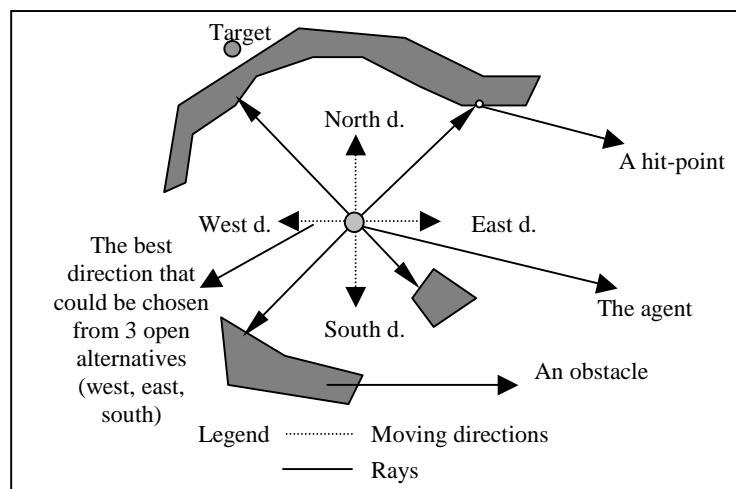 Target
North d.
A hit-point
West d.
East d.
The best
direction that
could be chosen
from 3 open
alternatives
(west, east,
south)
The agent
South d.
An obstacle
Legend
Moving directions
Rays